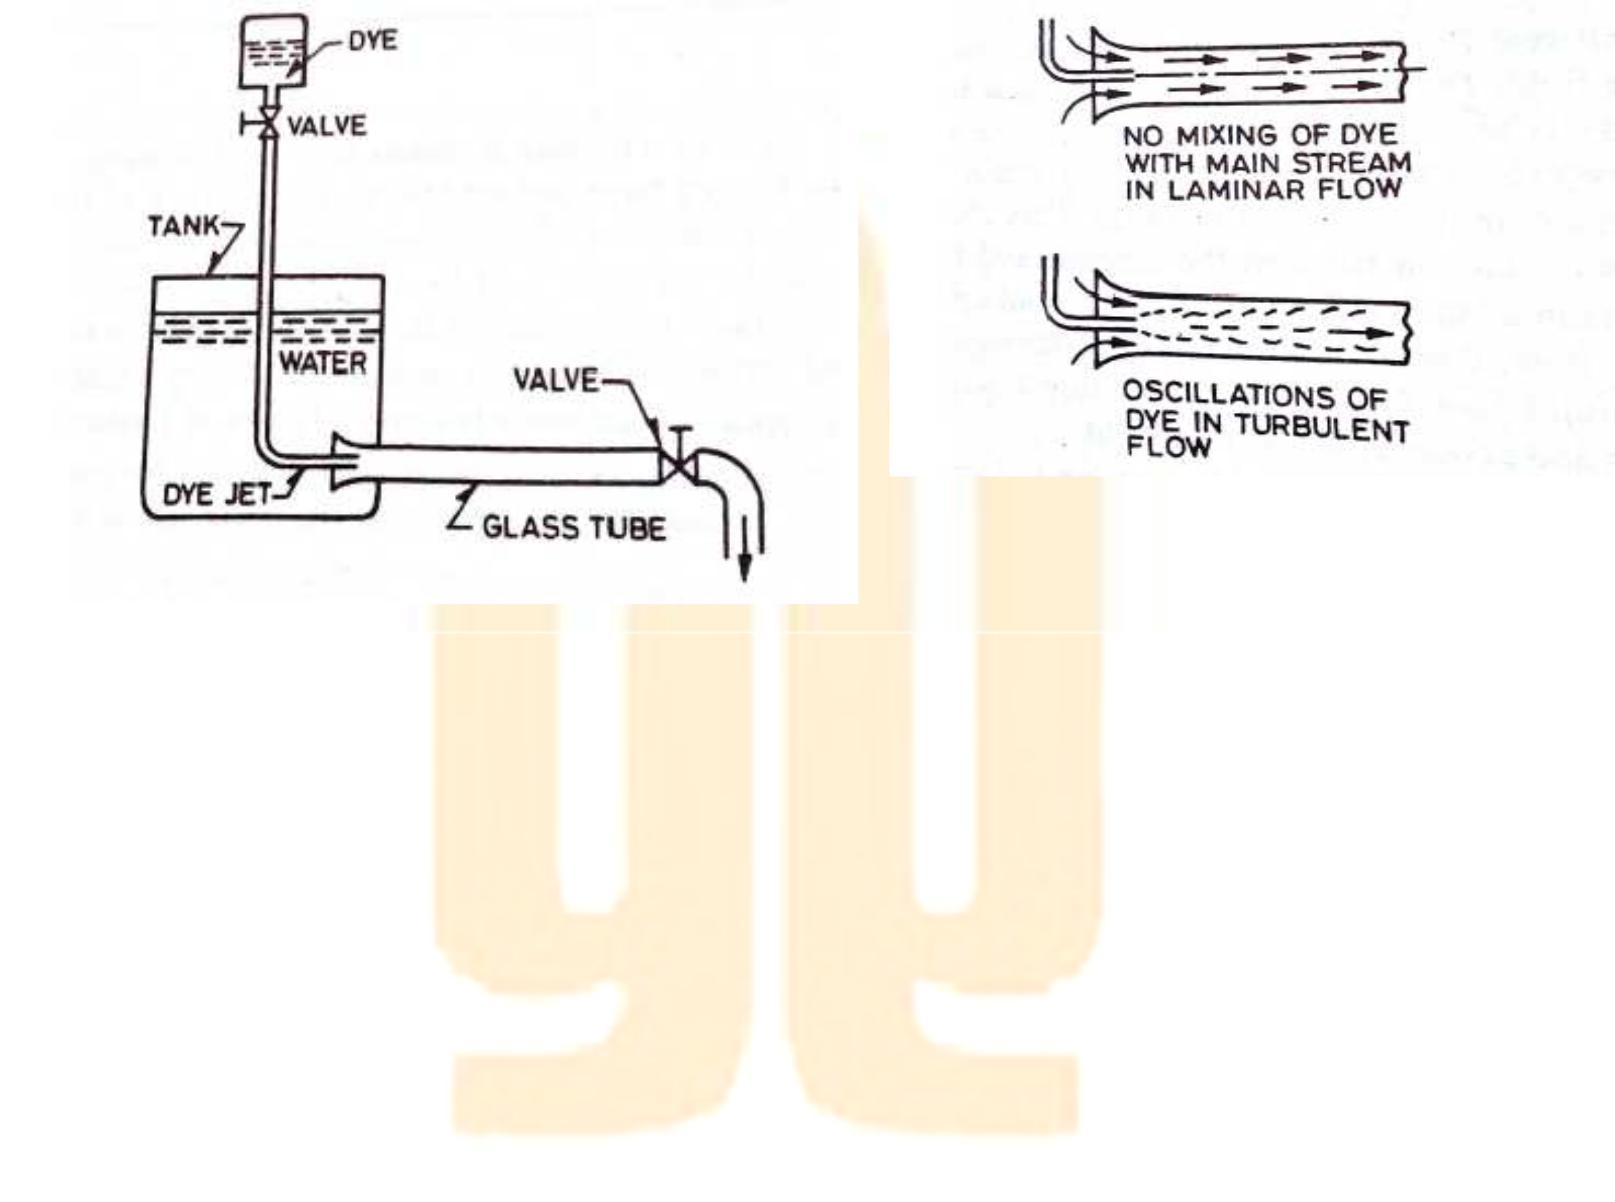 DYE
VALVE
TANK
WATER
VALVE
DYE JET
GLASS TUBE
NO MIXING OF DYE
WITH MAIN STREAM
IN LAMINAR FLOW
OSCILLATIONS OF
DYE IN TURBULENT
FLOW